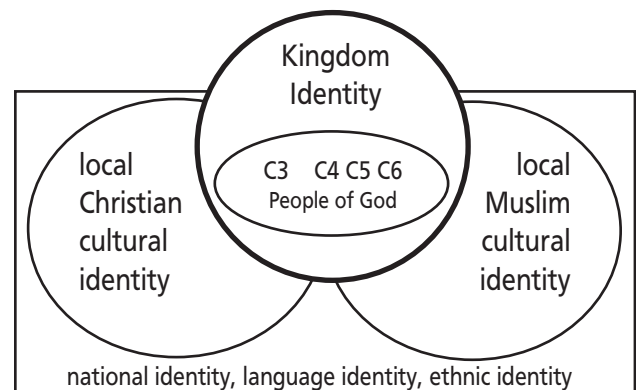 Kingdom
Identity
local
Christian
cultural
identity
C3 C4 C5 C6
People of God
local
Muslim
cultural
identity
national identity, language identity, ethnic identity